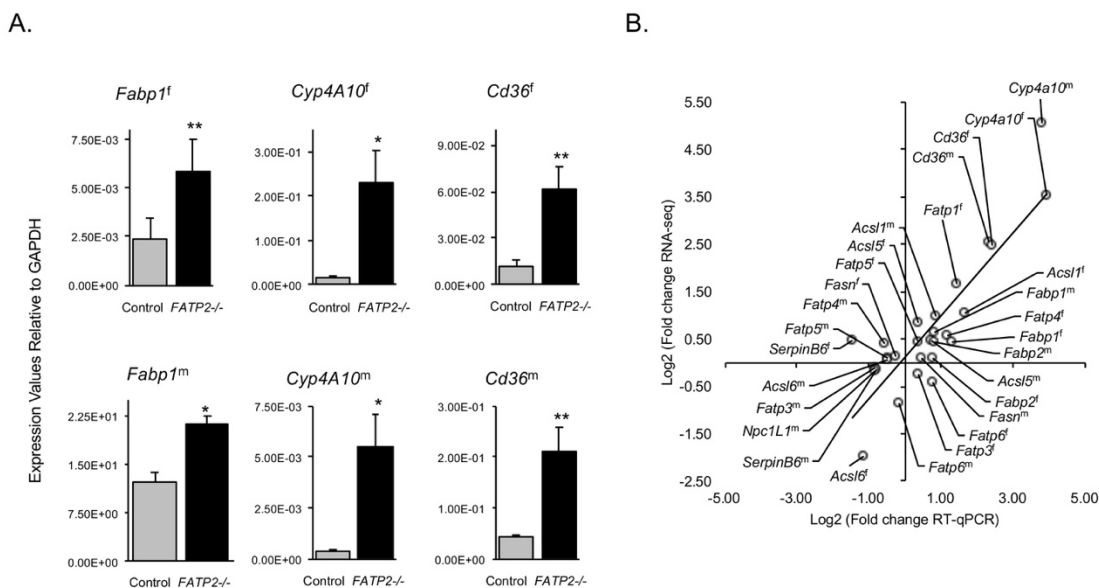 A.
Expression Values Relative to GAPDH
Fabp1f
**
7.50E-03
5.00E-03
2.50E-03
0.00E+00
Control FATP2-/-
Cyp4A10f
*
3.00E-01
2.00E-01
1.00E-01
0.00E+00
Control FATP2-/-
Cd36f
**
9.00E-02
6.00E-02
3.00E-02
0.00E+00
Control FATP2-/-
Fabp1m
*
2.25E+01
1.50E+01
7.50E+00
0.00E+00
Control FATP2-/-
Cyp4A10m
*
7.50E-03
5.00E-03
2.50E-03
0.00E+00
Control FATP2-/-
Cd36m
**
3.00E-01
2.00E-01
1.00E-01
0.00E+00
Control FATP2-/-
B.
Log2 (Fold change RNA-seq)
5.50
4.50
3.50
2.50
1.50
0.50
-0.50
-1.50
-2.50
Cyp4a10m
Cyp4a10f
Cd36f
Cd36m
Fatp1f
Acsl1m
Acsl5f
Fatp5f
Fasnf
Fatp4m
Fatp5m
SerpinB6f
Acsl1f
Fabp1m
Fatp4f
Fabp1f
Fabp2m
Acsl5m
Fabp2f
Fasnm
Fatp6f
Fatp3f
Fatp6m
Acsl6m
Fatp3m
Npc1L1m
SerpinB6m
Acsl6f
-5.00 -3.00 -1.00 1.00 3.00 5.00
Log2 (Fold change RT-qPCR)